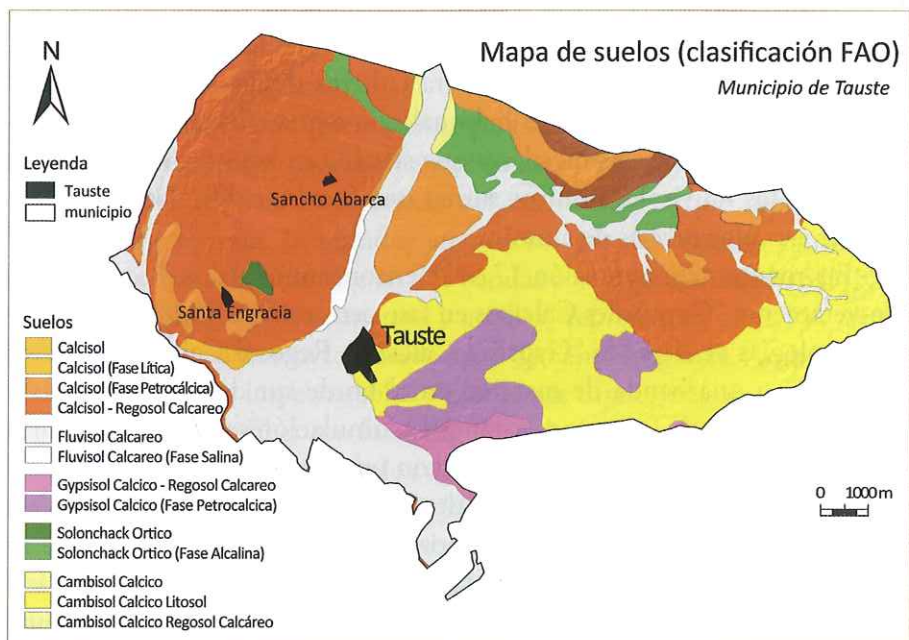 Mapa de suelos (clasificación FAO)
Municipio de Tauste
N
Leyenda
Tauste
municipio
Sancho Abarca
Santa Engracia
Tauste
Suelos
Calcisol
Calcisol (Fase Lítica)
Calcisol (Fase Petrocálcica)
Calcisol - Regosol Calcareo
Fluvisol Calcareo
Fluvisol Calcareo (Fase Salina)
Gypsisol Calcico - Regosol Calcareo
Gypsisol Calcico (Fase Petrocalcica)
Solonchack Ortico
Solonchack Ortico (Fase Alcalina)
Cambisol Calcico
Cambisol Calcico Litosol
Cambisol Calcico Regosol Calcáreo
0 1000 m